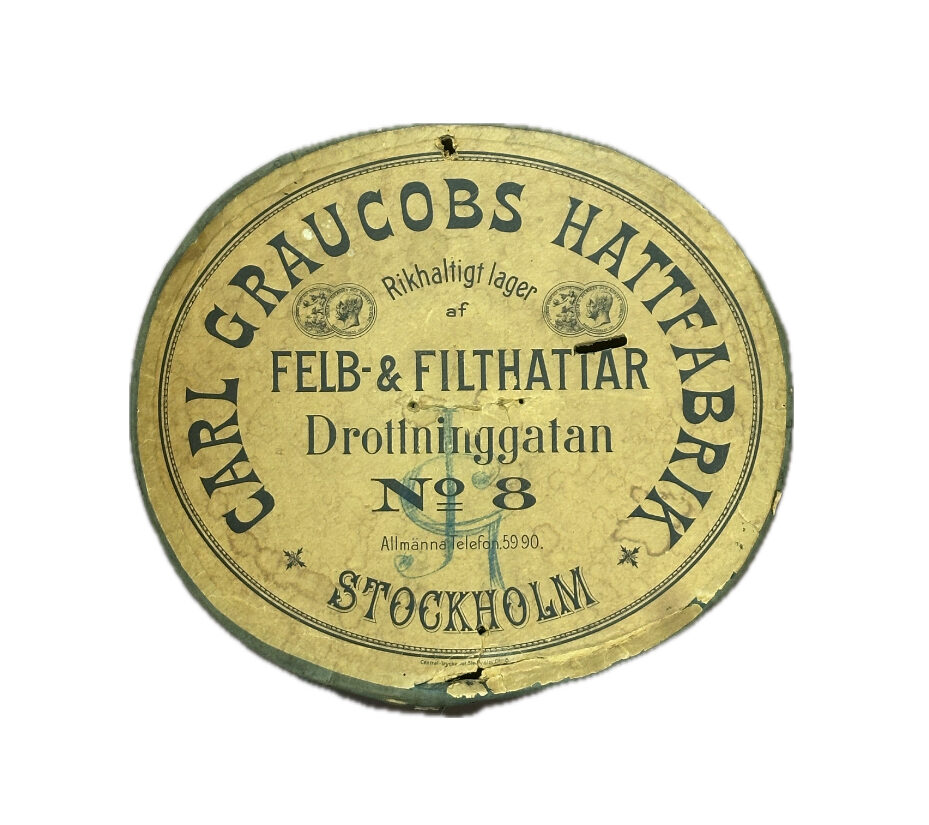 CARL GRAUCOBS HATTFABRIK
Rikhaltigt lager
af
FELB- & FILTHATTAR
Drottninggatan
No 8
Allmänna Telefon. 59 90.
STOCKHOLM